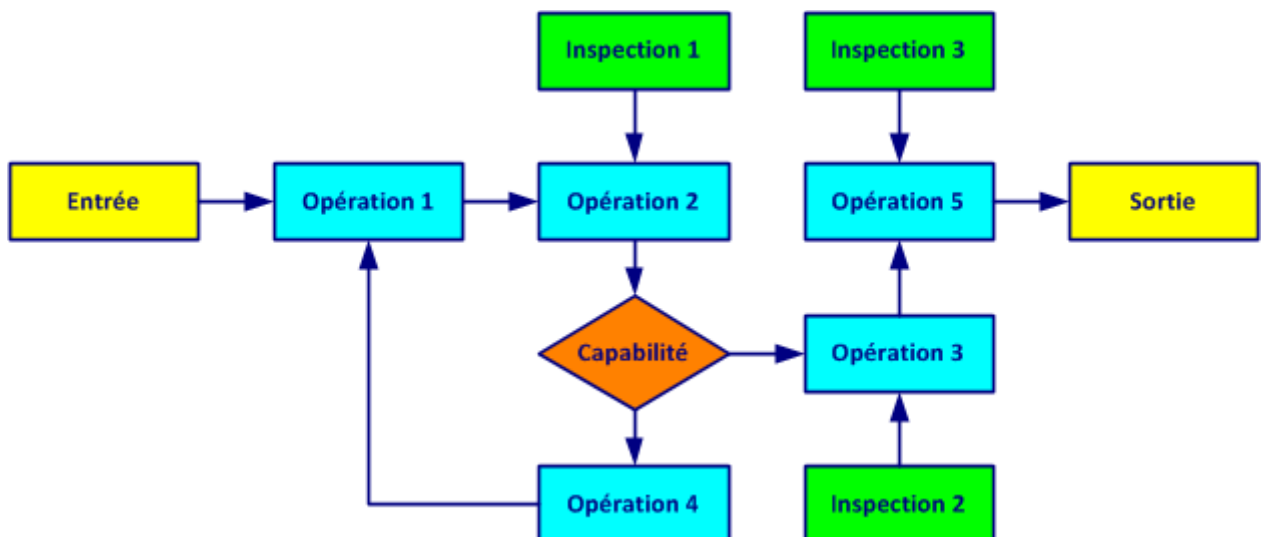 Inspection 1
Inspection 3
Entrée
Opération 1
Opération 2
Opération 5
Sortie
Capabilité
Opération 3
Opération 4
Inspection 2